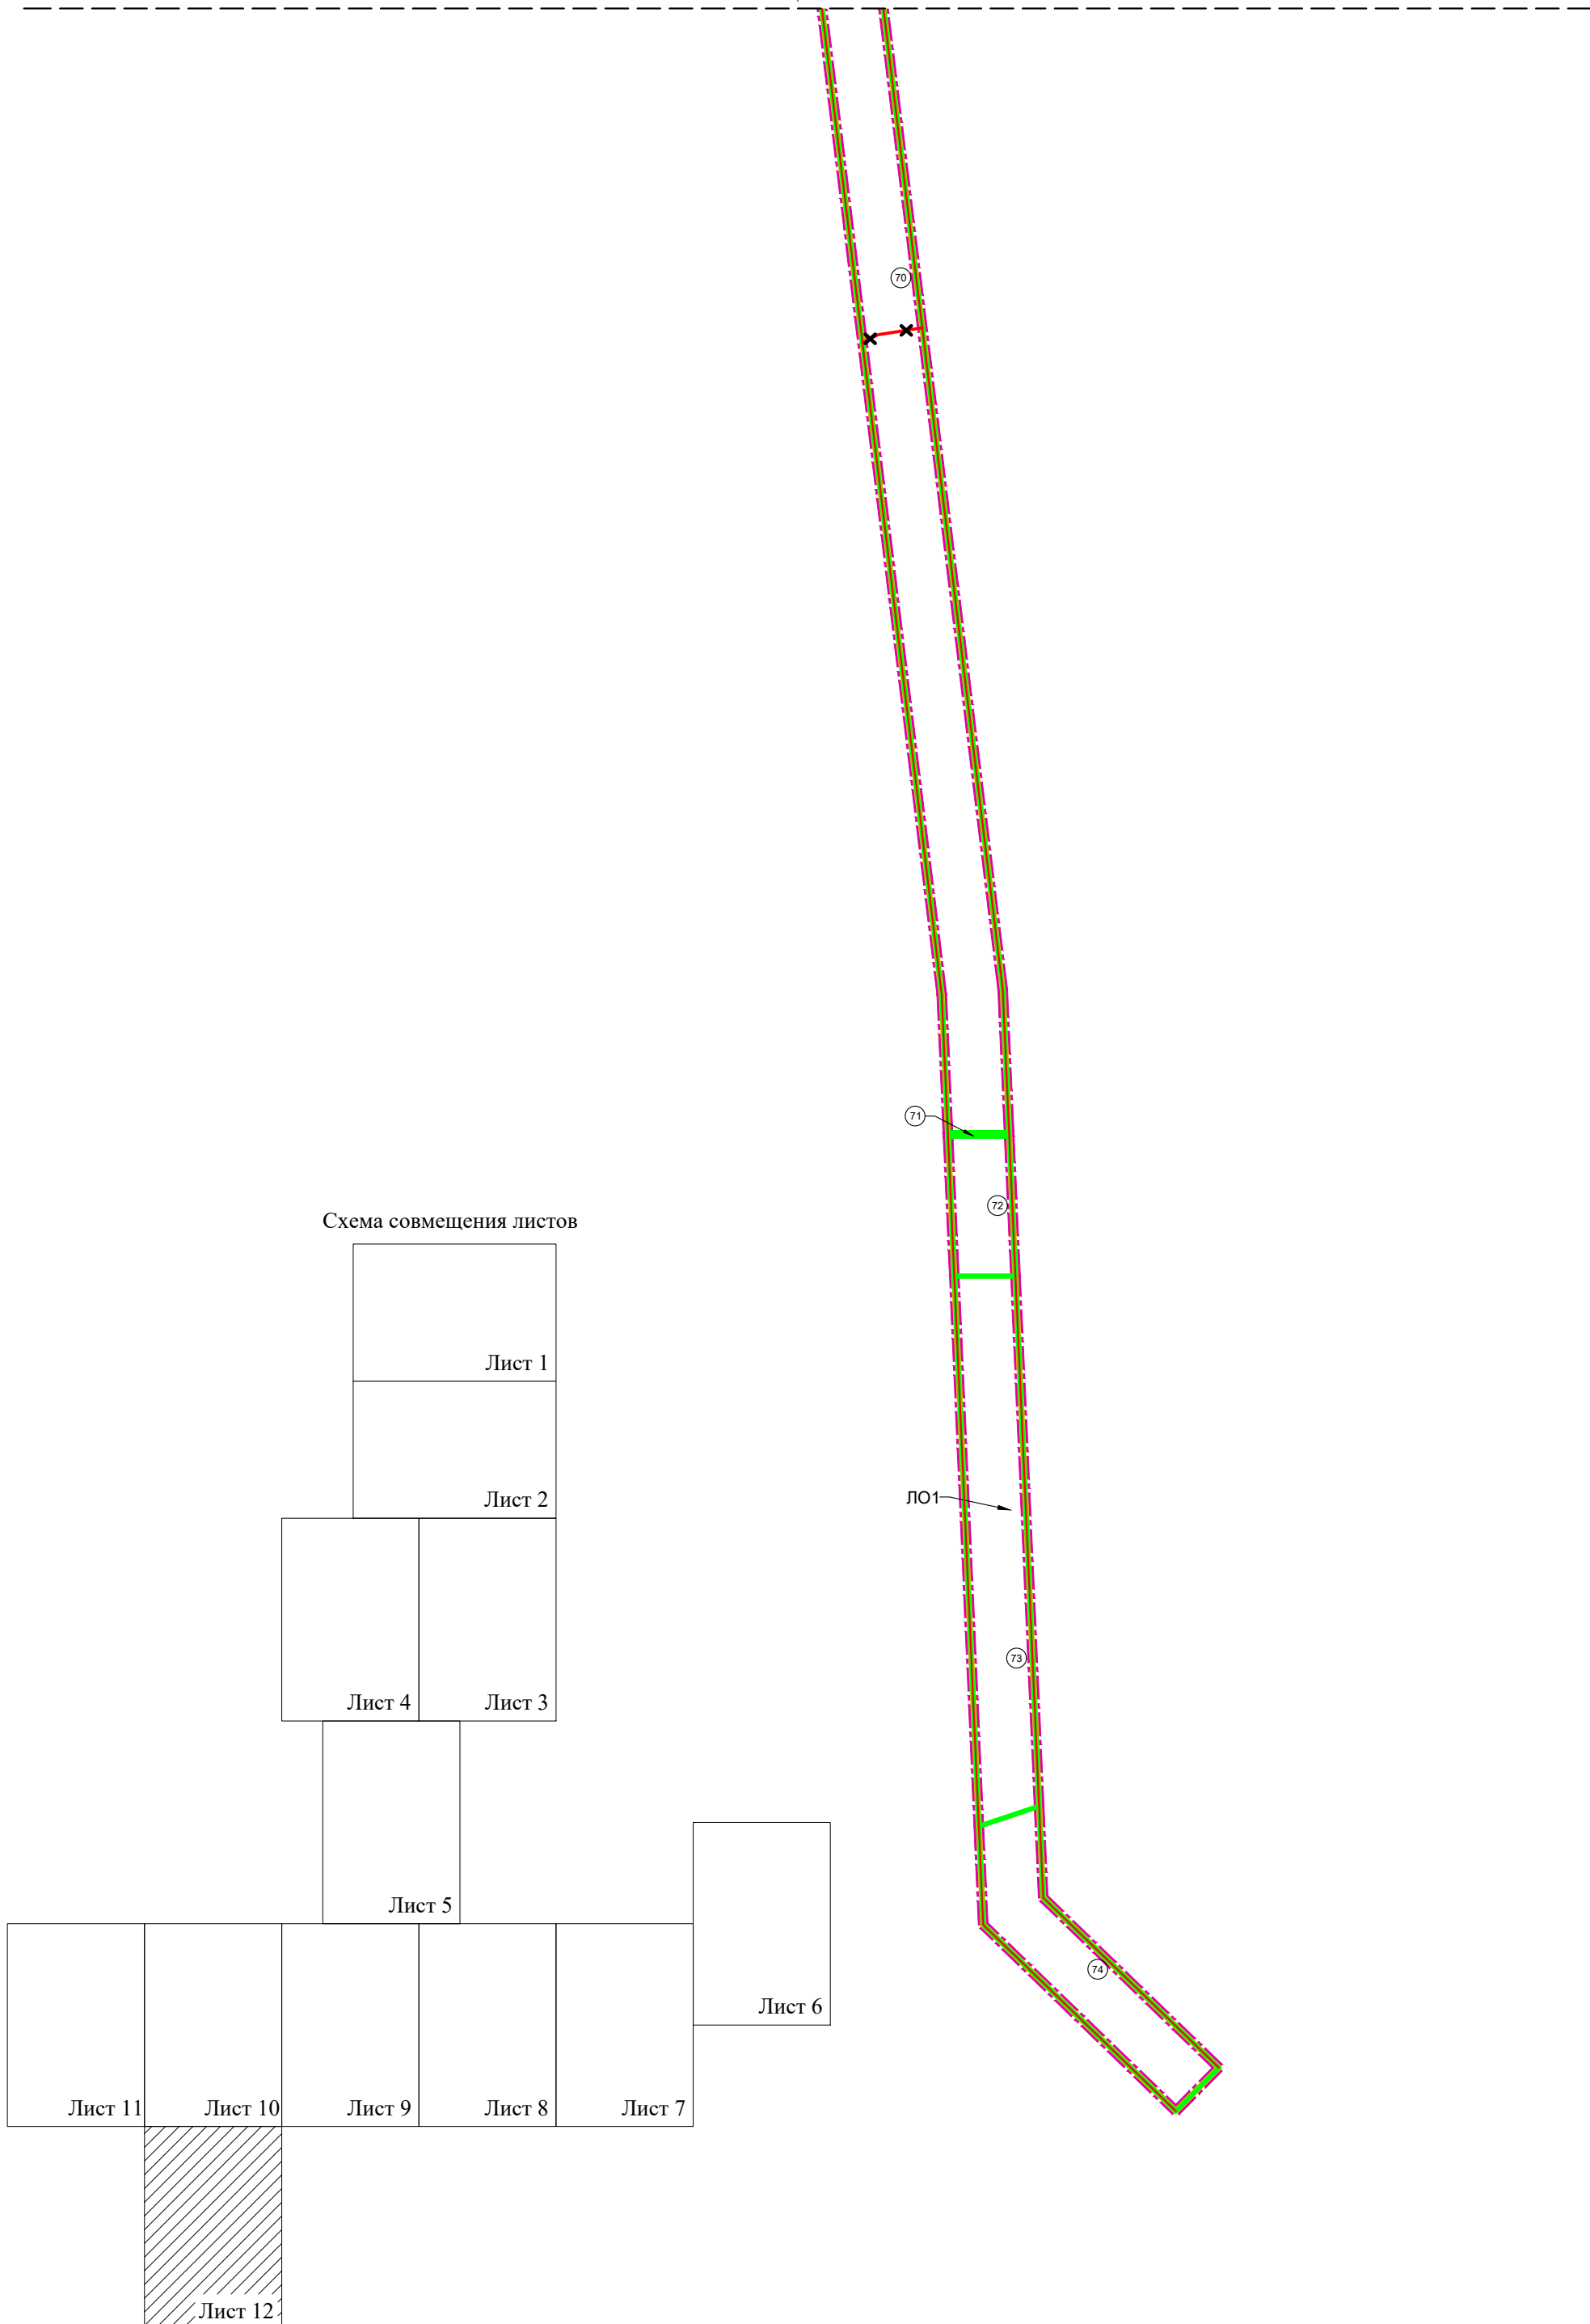 70
71
72
Схема совмещения листов
Лист 1
Лист 2
ЛО1
73
Лист 4 Лист 3
Лист 5
74
Лист 6
Лист 11 Лист 10 Лист 9 Лист 8 Лист 7
Лист 12